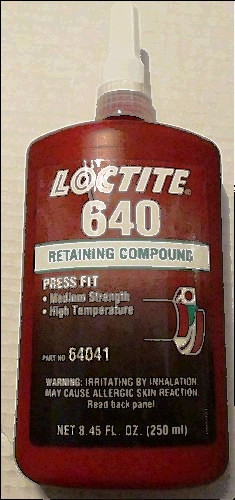 LOCTITE®
640
RETAINING COMPOUND
PRESS FIT
• Medium Strength
• High Temperature
PART NO 64041
WARNING: IRRITATING BY INHALATION
MAY CAUSE ALLERGIC SKIN REACTION
Read back panel
NET 8.45 FL. OZ. (250 ml)